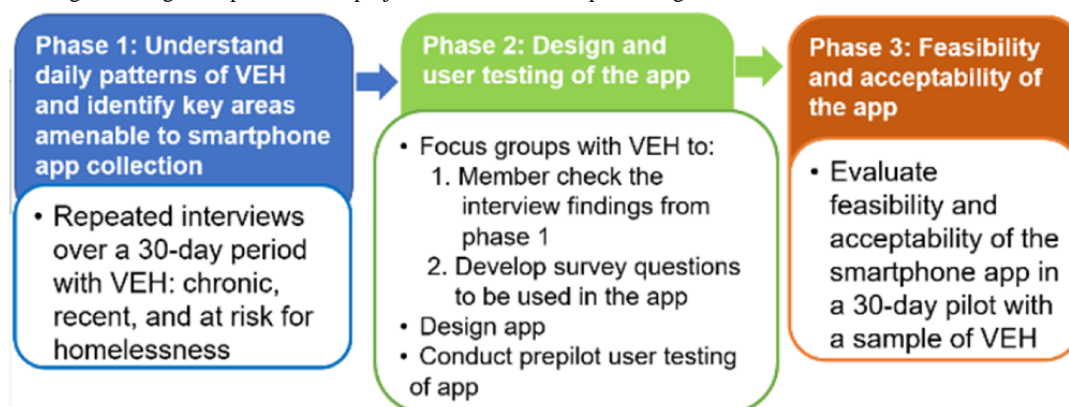 Phase 1: Understand
daily patterns of VEH
and identify key areas
amenable to smartphone
app collection
• Repeated interviews
over a 30-day period
with VEH: chronic,
recent, and at risk for
homelessness
Phase 2: Design and
user testing of the app
• Focus groups with VEH to:
1. Member check the
interview findings from
phase 1
2. Develop survey questions
to be used in the app
• Design app
• Conduct prepilot user testing
of app
Phase 3: Feasibility
and acceptability of
the app
• Evaluate
feasibility and
acceptability of the
smartphone app in
a 30-day pilot with
a sample of VEH